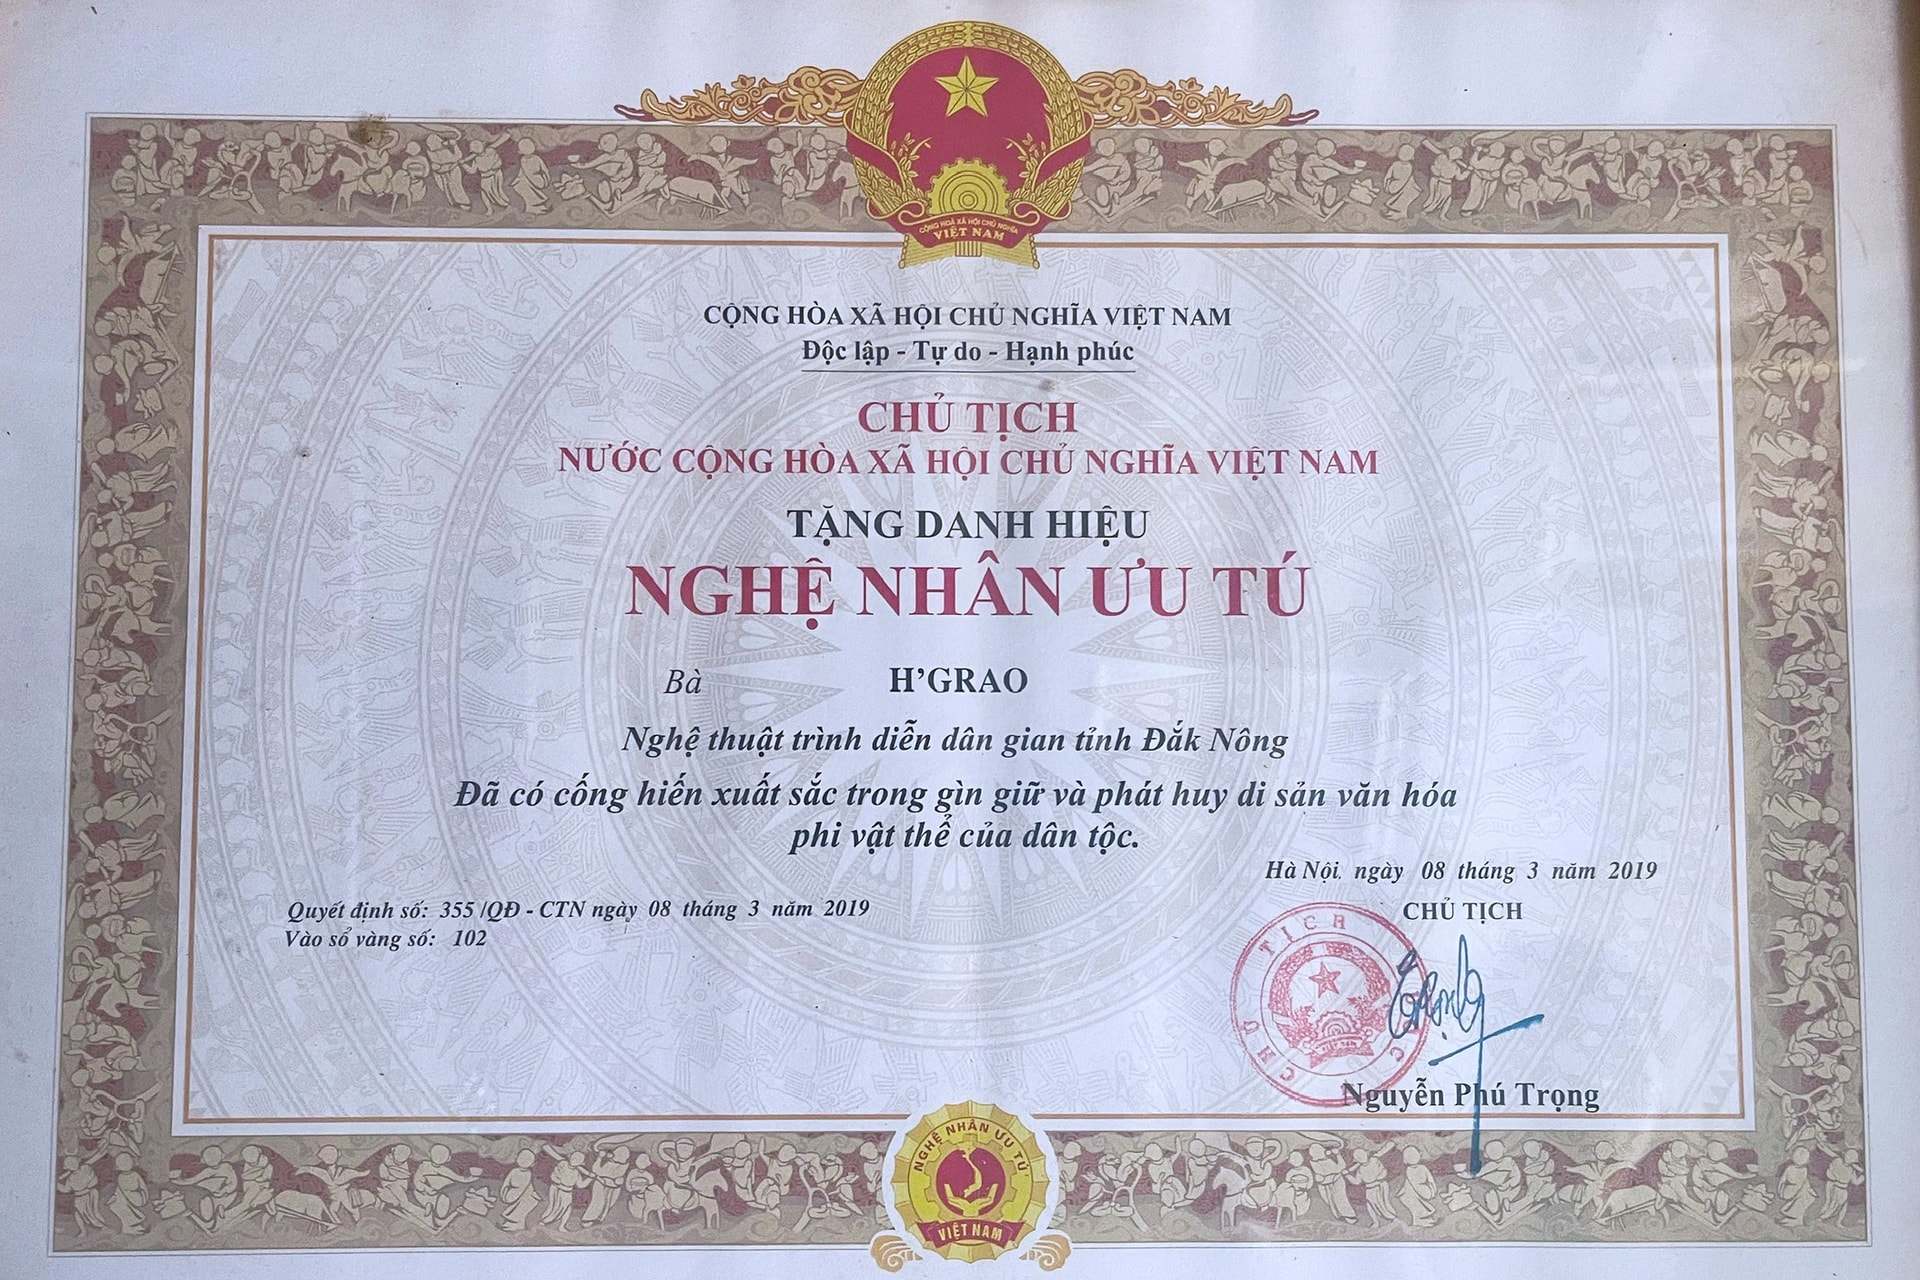 CỘNG HOÀ XÃ HỘI CHỦ NGHĨA
VIỆT NAM
CỘNG HÒA XÃ HỘI CHỦ NGHĨA VIỆT NAM
Độc lập - Tự do - Hạnh phúc
CHỦ TỊCH
NƯỚC CỘNG HÒA XÃ HỘI CHỦ NGHĨA VIỆT NAM
TẶNG DANH HIỆU
NGHỆ NHÂN ƯU TÚ
Bà H'GRAO
Nghệ thuật trình diễn dân gian tỉnh Đắk Nông
Đã có cống hiến xuất sắc trong gìn giữ và phát huy di sản văn hóa
phi vật thể của dân tộc.
Hà Nội, ngày 08 tháng 3 năm 2019
Quyết định số: 355 /QĐ - CTN ngày 08 tháng 3 năm 2019
Vào sổ vàng số: 102
CHỦ TỊCH
CHỦ TỊCH
VIỆT NAM
Nguyễn Phú Trọng
NGHỆ NHÂN ƯU TÚ
VIỆT NAM